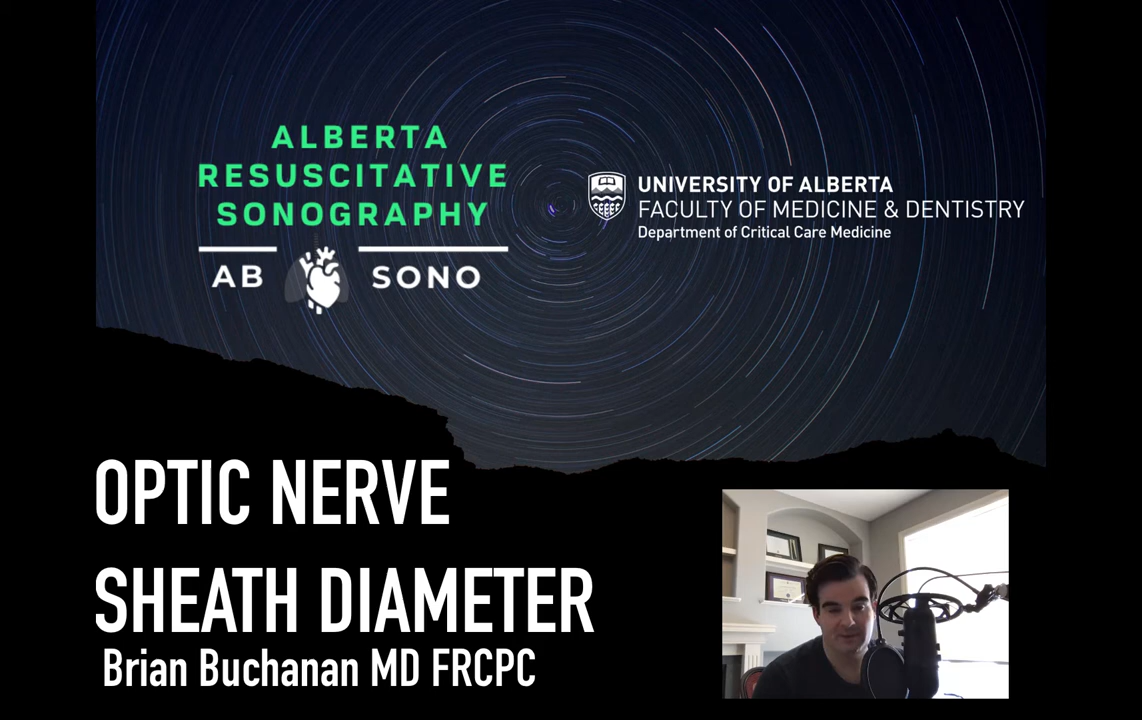 ALBERTA
RESUSCITATIVE
SONOGRAPHY
AB SONO
UNIVERSITY OF ALBERTA
FACULTY OF MEDICINE & DENTISTRY
Department of Critical Care Medicine
OPTIC NERVE
SHEATH DIAMETER
Brian Buchanan MD FRCPC